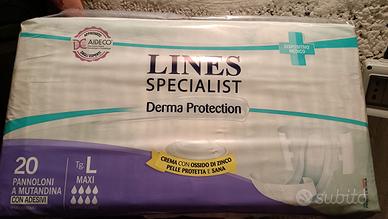 AIDECO
DISPOSITIVO
MEDICO
LINES
SPECIALIST
Derma Protection
CREMA CON OSSIDO DI ZINCO
PELLE PROTETTA E SANA
20
PANNOLONI
A MUTANDINA
CON ADESIVI
Tg. L
MAXI
subito